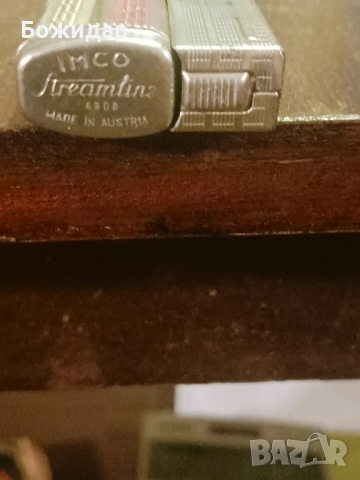 Божидар
IMCO
Streamline
6800
MADE IN AUSTRIA
BAZAR